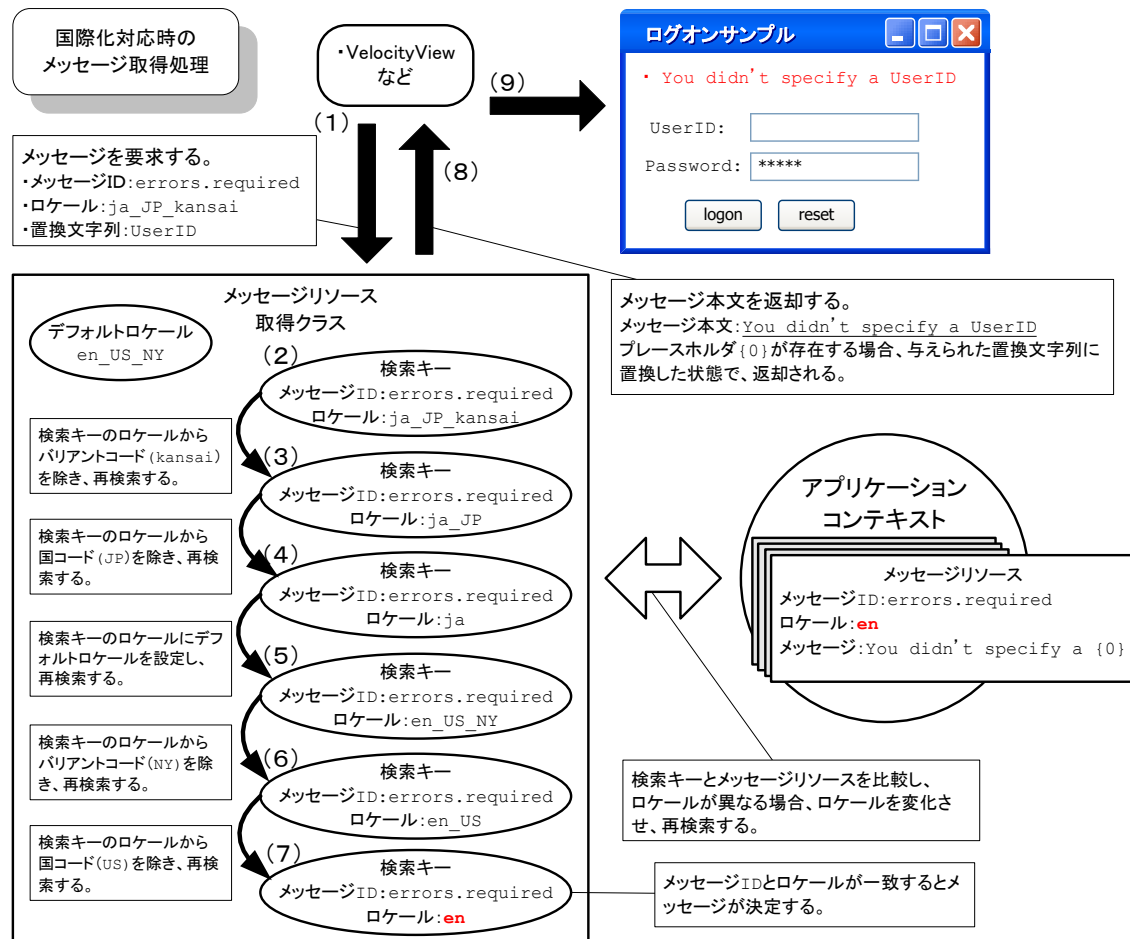 国際化対応時の
メッセージ取得処理
・VelocityView
など
(1)
(8)
(9)
ログオンサンプル
・ You didn't specify a UserID
UserID:
Password: *****
logon reset
メッセージを要求する。
・メッセージID:errors.required
・ロケール:ja_JP_kansai
・置換文字列:UserID
メッセージ本文を返却する。
メッセージ本文:You didn't specify a UserID
プレースホルダ{0}が存在する場合、与えられた置換文字列に
置換した状態で、返却される。
メッセージリソース
取得クラス
デフォルトロケール
en_US_NY
(2)
検索キー
メッセージID:errors.required
ロケール:ja_JP_kansai
検索キーのロケールから
バリアントコード(kansai)
を除き、再検索する。
(3)
検索キー
メッセージID:errors.required
ロケール:ja_JP
検索キーのロケールから
国コード(JP)を除き、再検
索する。
(4)
検索キー
メッセージID:errors.required
ロケール:ja
検索キーのロケールにデフ
ォルトロケールを設定し、
再検索する。
(5)
検索キー
メッセージID:errors.required
ロケール:en_US_NY
検索キーのロケールから
バリアントコード(NY)を除
き、再検索する。
(6)
検索キー
メッセージID:errors.required
ロケール:en_US
検索キーのロケールから
国コード(US)を除き、再検
索する。
(7)
検索キー
メッセージID:errors.required
ロケール:en
アプリケーション
コンテキスト
メッセージリソース
メッセージID:errors.required
ロケール:en
メッセージ:You didn't specify a {0}
検索キーとメッセージリソースを比較し、
ロケールが異なる場合、ロケールを変化さ
せ、再検索する。
メッセージIDとロケールが一致するとメ
ッセージが決定する。